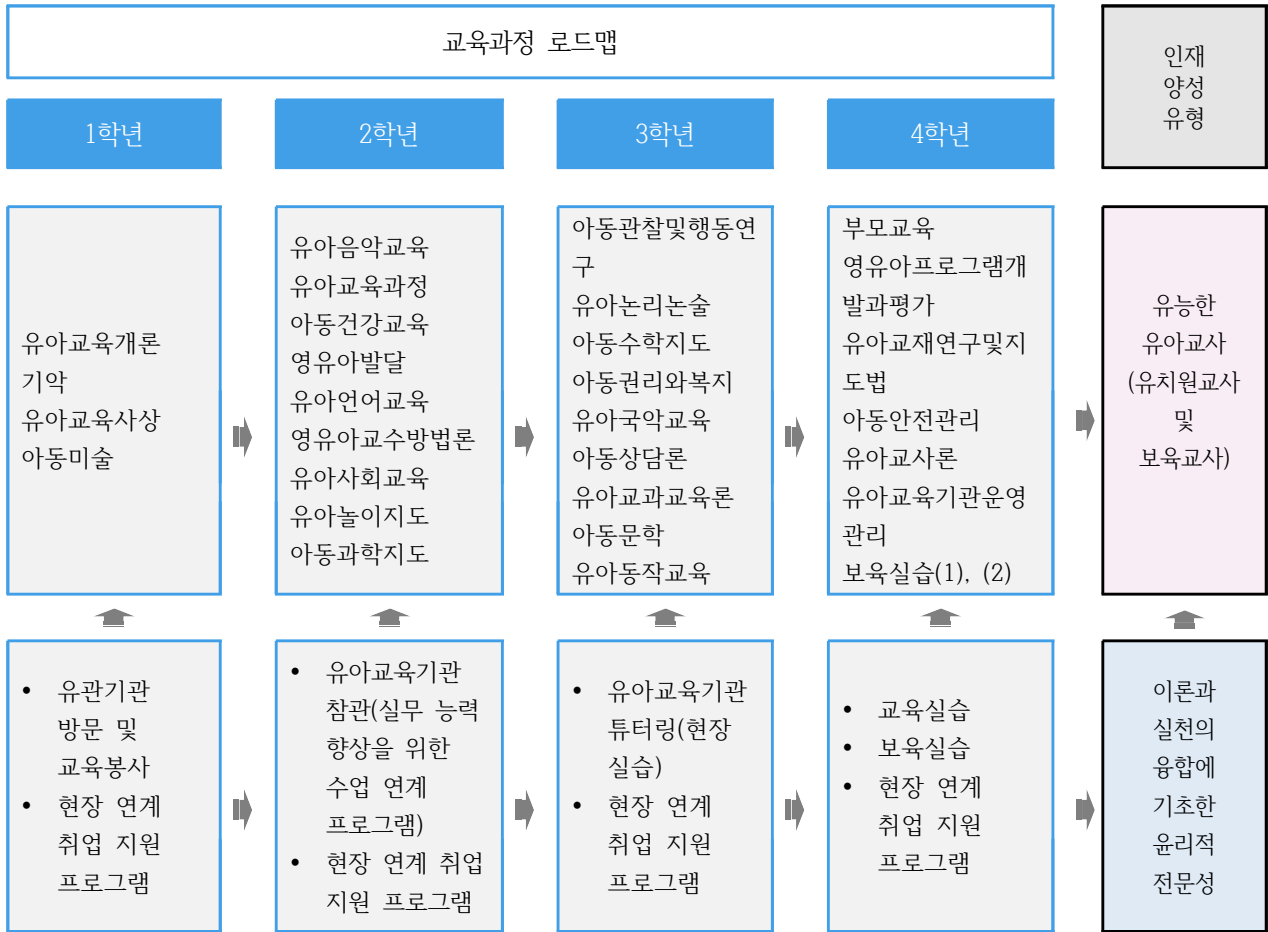 교육과정 로드맵
인재
양성
유형
1학년
2학년
3학년
4학년
유아교육개론
기악
유아교육사상
아동미술
유아음악교육
유아교육과정
아동건강교육
영유아발달
유아언어교육
영유아교수방법론
유아사회교육
유아놀이지도
아동과학지도
아동관찰및행동연
구
유아논리논술
아동수학지도
아동권리와복지
유아국악교육
아동상담론
유아교과교육론
아동문학
유아동작교육
부모교육
영유아프로그램개
발과평가
유아교재연구및지
도법
아동안전관리
유아교사론
유아교육기관운영
관리
보육실습(1), (2)
유능한
유아교사
(유치원교사
및
보육교사)
• 유관기관
방문 및
교육봉사
• 현장 연계
취업 지원
프로그램
• 유아교육기관
참관(실무 능력
향상을 위한
수업 연계
프로그램)
• 현장 연계 취업
지원 프로그램
• 유아교육기관
튜터링(현장
실습)
• 현장 연계
취업 지원
프로그램
• 교육실습
• 보육실습
• 현장 연계
취업 지원
프로그램
이론과
실천의
융합에
기초한
윤리적
전문성